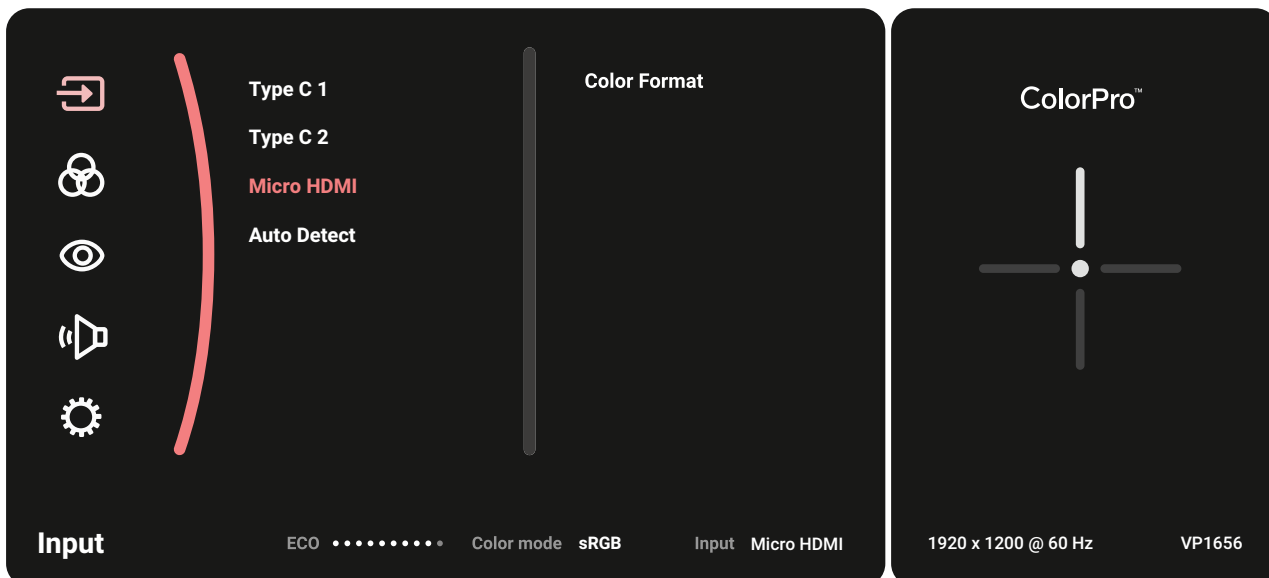 Type C 1
Type C 2
Micro HDMI
Auto Detect
Color Format
Input
ECO
Color mode sRGB
Input Micro HDMI
ColorPro™
1920 x 1200 @ 60 Hz
VP1656